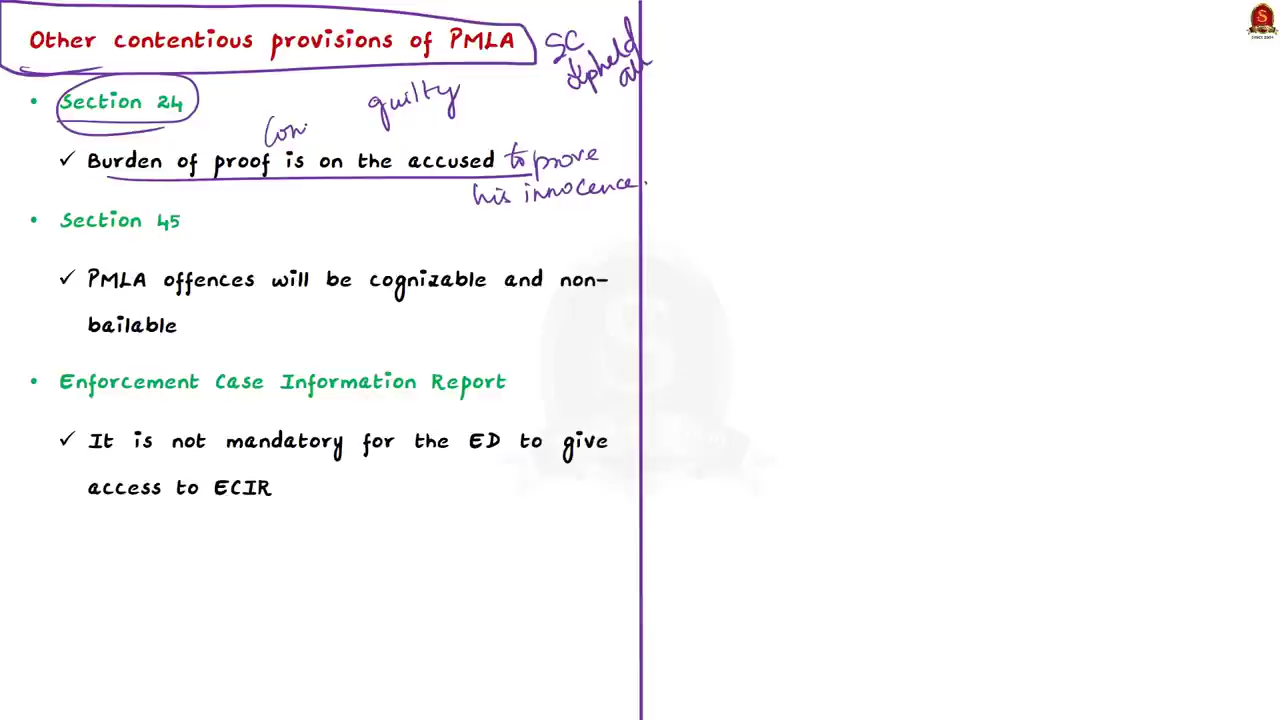 Other contentious provisions of PMLA
SC
upheld
all
• Section 24
guilty
Con
✓ Burden of proof is on the accused to prove
his innocence.
• Section 45
✓ PMLA offences will be cognizable and non-
bailable
• Enforcement Case Information Report
✓ It is not mandatory for the ED to give
access to ECIR
S